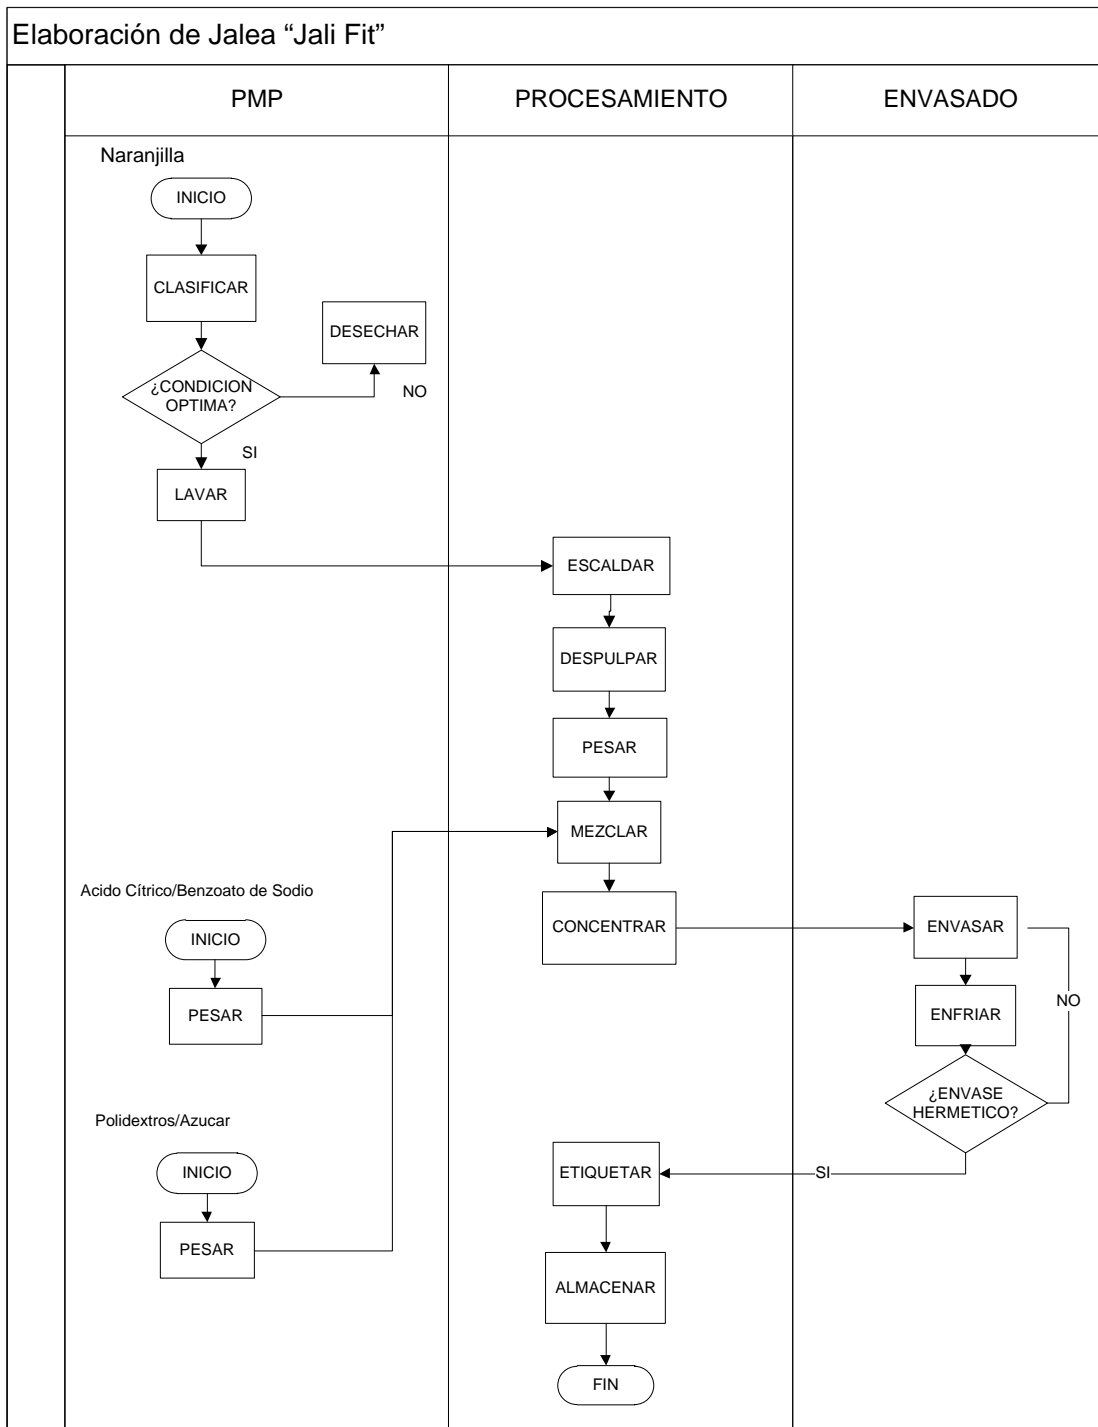 Elaboración de Jalea “Jali Fit”
PMP
PROCESAMIENTO
ENVASADO
Naranjilla
INICIO
CLASIFICAR
DESECHAR
¿CONDICION
OPTIMA?
NO
SI
LAVAR
ESCALDAR
DESPULPAR
PESAR
MEZCLAR
Acido Cítrico/Benzoato de Sodio
INICIO
CONCENTRAR
ENVASAR
PESAR
ENFRIAR
NO
¿ENVASE
HERMETICO?
Polidextros/Azucar
INICIO
ETIQUETAR
SI
PESAR
ALMACENAR
FIN